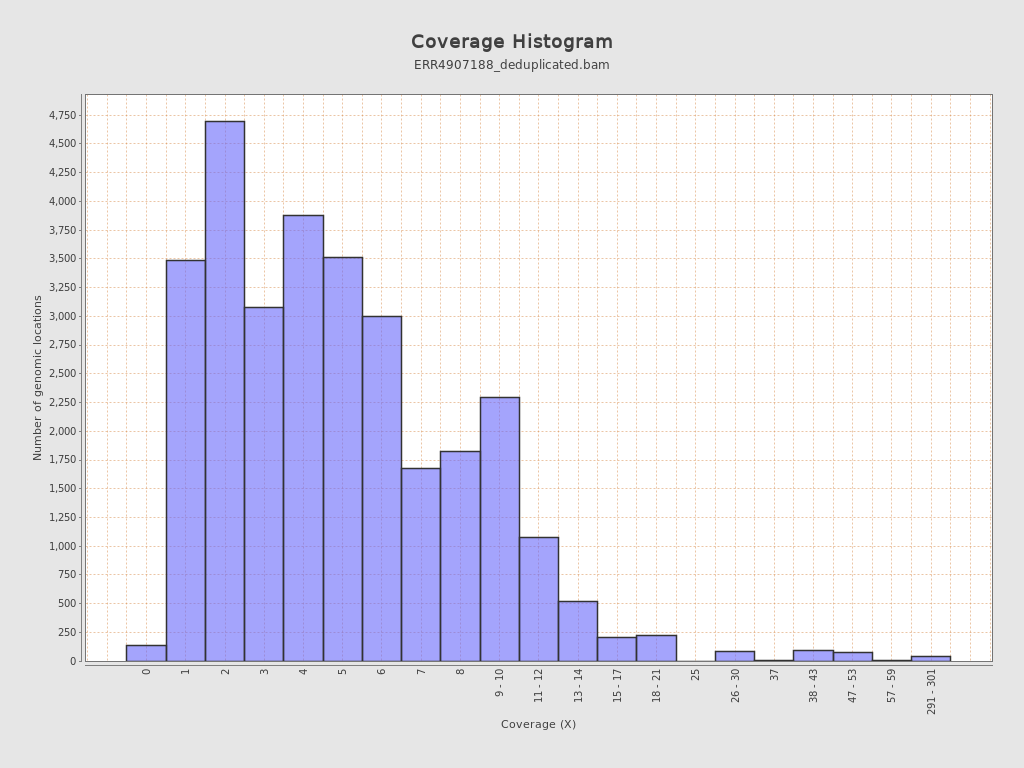 Coverage Histogram
ERR4907188_deduplicated.bam
Number of genomic locations
4,750
4,500
4,250
4,000
3,750
3,500
3,250
3,000
2,750
2,500
2,250
2,000
1,750
1,500
1,250
1,000
750
500
250
0
0
1
2
3
4
5
6
7
8
9 - 10
11 - 12
13 - 14
15 - 17
18 - 21
25
26 - 30
37
38 - 43
47 - 53
57 - 59
291 - 301
Coverage (X)